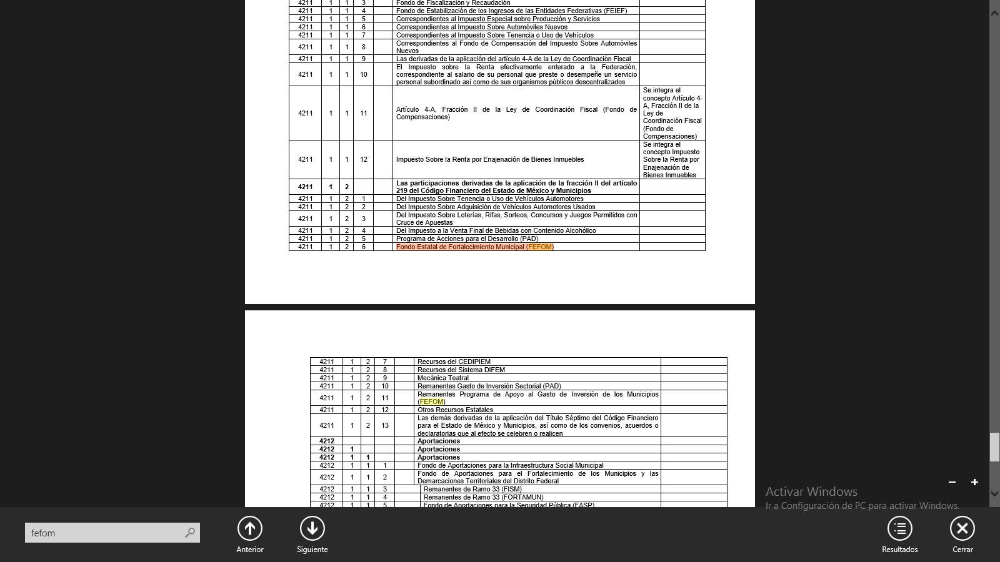 4211 1 1 3 Fondo de Fiscalización y Recaudación
4211 1 1 4 Fondo de Estabilización de los Ingresos de las Entidades Federativas (FEIEF)
4211 1 1 5 Correspondientes al Impuesto Especial sobre Producción y Servicios
4211 1 1 6 Correspondientes al Impuesto Sobre Automóviles Nuevos
4211 1 1 7 Correspondientes al Impuesto Sobre Tenencia o Uso de Vehículos
4211 1 1 8 Correspondientes al Fondo de Compensación del Impuesto Sobre Automóviles
Nuevos
4211 1 1 9 Las derivadas de la aplicación del artículo 4-A de la Ley de Coordinación Fiscal
El Impuesto sobre la Renta efectivamente enterado a la Federación,
4211 1 1 10 correspondiente al salario de su personal que preste o desempeñe un servicio
personal subordinado así como de sus organismos públicos descentralizados
4211 1 1 11 Artículo 4-A, Fracción II de la Ley de Coordinación Fiscal (Fondo de
Compensaciones)
Se integra el
concepto Artículo 4-
A, Fracción II de la
Ley de
Coordinación Fiscal
(Fondo de
Compensaciones)
4211 1 1 12 Impuesto Sobre la Renta por Enajenación de Bienes Inmuebles
Se integra el
concepto Impuesto
Sobre la Renta por
Enajenación de
Bienes Inmuebles
4211 1 2 Las participaciones derivadas de la aplicación de la fracción II del artículo
219 del Código Financiero del Estado de México y Municipios
4211 1 2 1 Del Impuesto Sobre Tenencia o Uso de Vehículos Automotores
4211 1 2 2 Del Impuesto Sobre Adquisición de Vehículos Automotores Usados
4211 1 2 3 Del Impuesto Sobre Loterías, Rifas, Sorteos, Concursos y Juegos Permitidos con
Cruce de Apuestas
4211 1 2 4 Del Impuesto a la Venta Final de Bebidas con Contenido Alcohólico
4211 1 2 5 Programa de Acciones para el Desarrollo (PAD)
4211 1 2 6 Fondo Estatal de Fortalecimiento Municipal (FEFOM)
4211 1 2 7 Recursos del CEDIPIEM
4211 1 2 8 Recursos del Sistema DIFEM
4211 1 2 9 Mecánica Teatral
4211 1 2 10 Remanentes Gasto de Inversión Sectorial (PAD)
4211 1 2 11 Remanentes Programa de Apoyo al Gasto de Inversión de los Municipios
(FEFOM)
4211 1 2 12 Otros Recursos Estatales
Las demás derivadas de la aplicación del Título Séptimo del Código Financiero
4211 1 2 13 para el Estado de México y Municipios, así como de los convenios, acuerdos o
declaratorias que al efecto se celebren o realicen
4212 Aportaciones
4212 1 Aportaciones
4212 1 1 Aportaciones
4212 1 1 1 Fondo de Aportaciones para la Infraestructura Social Municipal
4212 1 1 2 Fondo de Aportaciones para el Fortalecimiento de los Municipios y las
Demarcaciones Territoriales del Distrito Federal
4212 1 1 3 Remanentes de Ramo 33 (FISM)
4212 1 1 4 Remanentes de Ramo 33 (FORTAMUN)
4212 1 1 5 Fondo de Aportaciones para la Seguridad Pública (FASP)
Activar Windows
Ir a Configuración de PC para activar Windows.
fefom
Anterior
Siguiente
Resultados
Cerrar